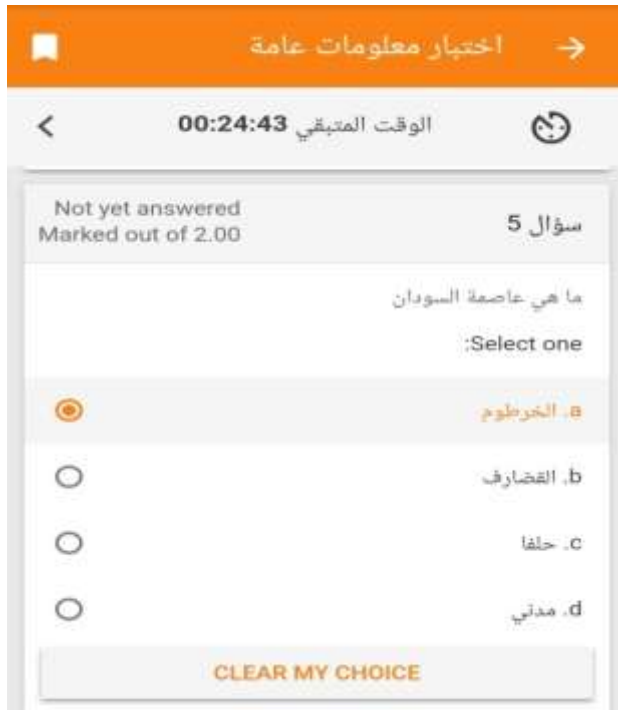 اختبار معلومات عامة
الوقت المتبقي 00:24:43
سؤال 5
Not yet answered
Marked out of 2.00
ما هي عاصمة السودان
Select one:
a. الخرطوم
b. القضارف
c. حلفا
d. مدني
CLEAR MY CHOICE